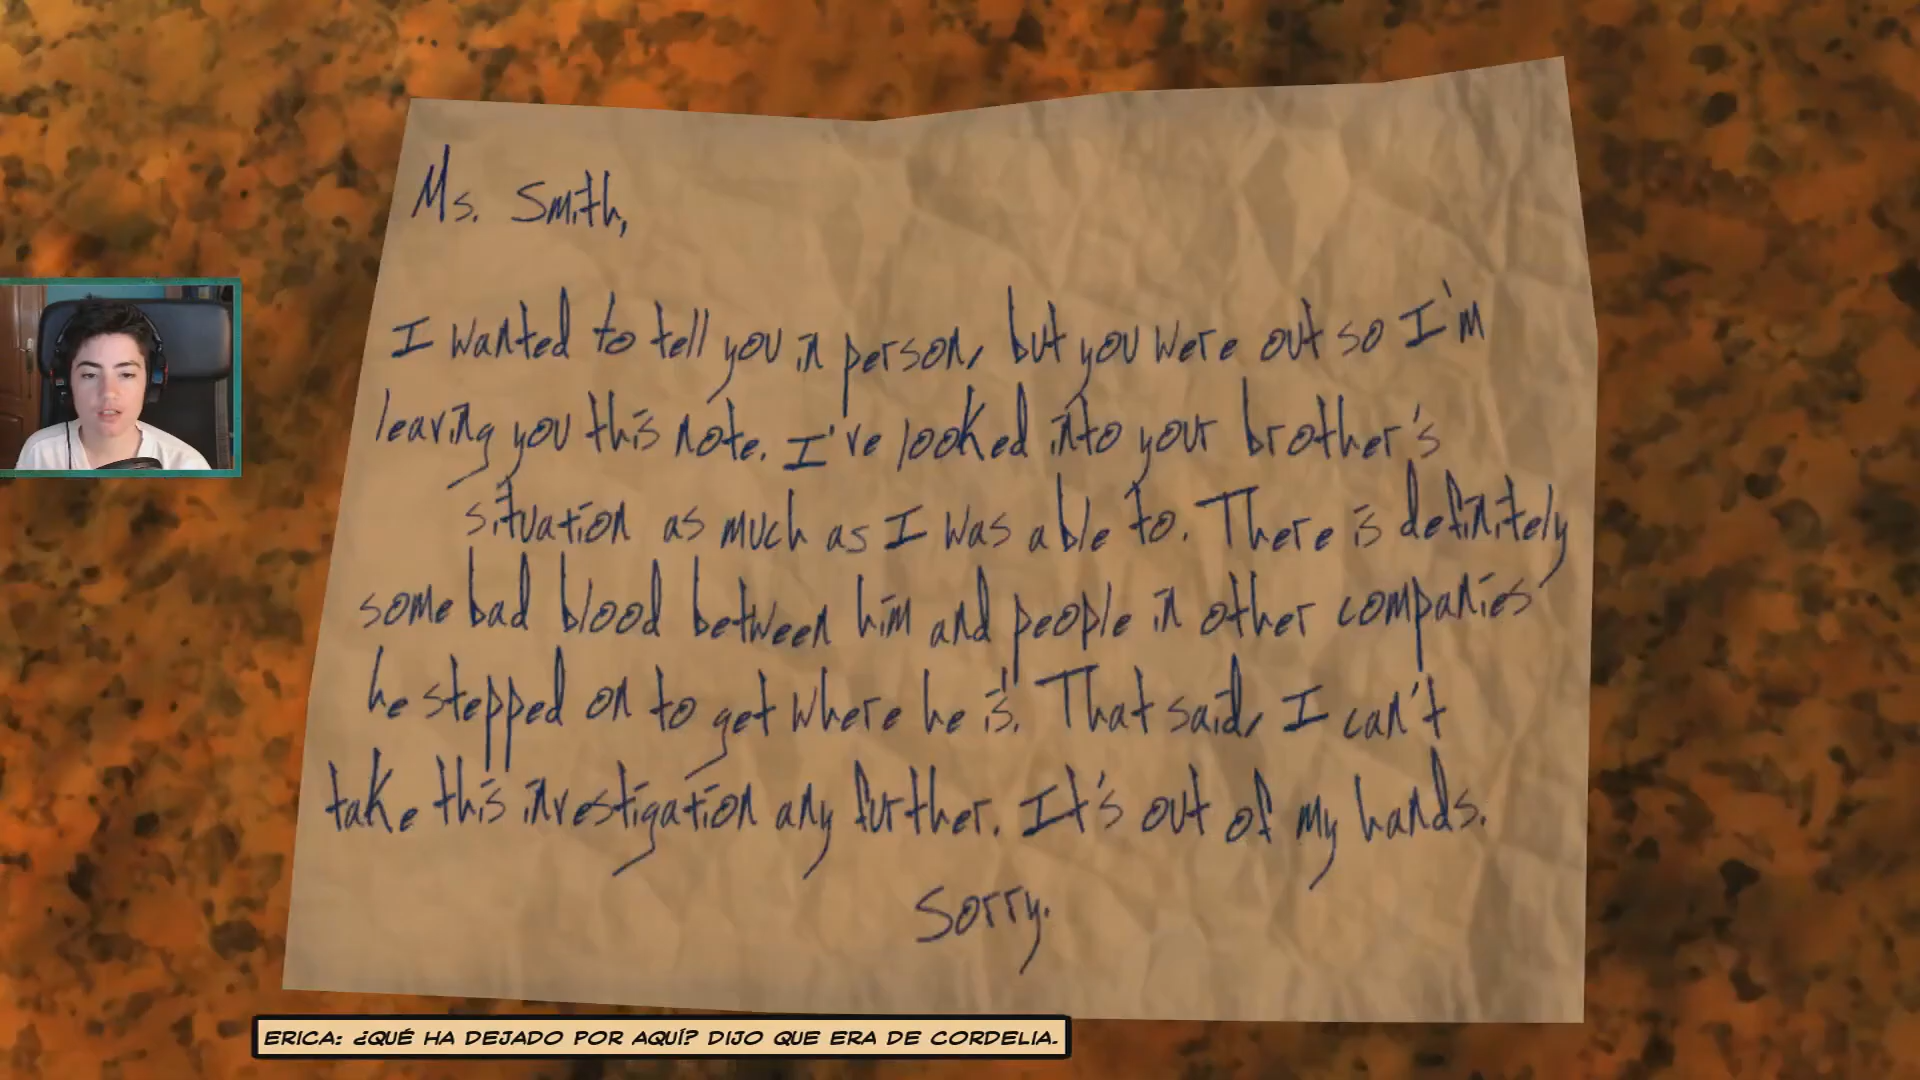 Ms. Smith,
I wanted to tell you in person, but you were out so I'm
leaving you this note. I've looked into your brother's
situation as much as I was able to. There is definitely
some bad blood between him and people in other companies
he stepped on to get where he is. That said, I can't
take this investigation any further. It's out of my hands.
Sorry.
ERICA: ¿QUÉ HA DEJADO POR AQUÍ? DIJO QUE ERA DE CORDELIA.